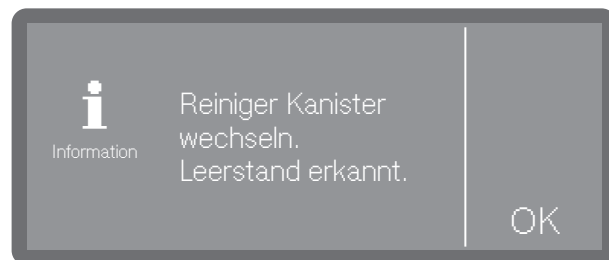 Information
Reiniger Kanister
wechseln.
Leerstand erkannt.
OK